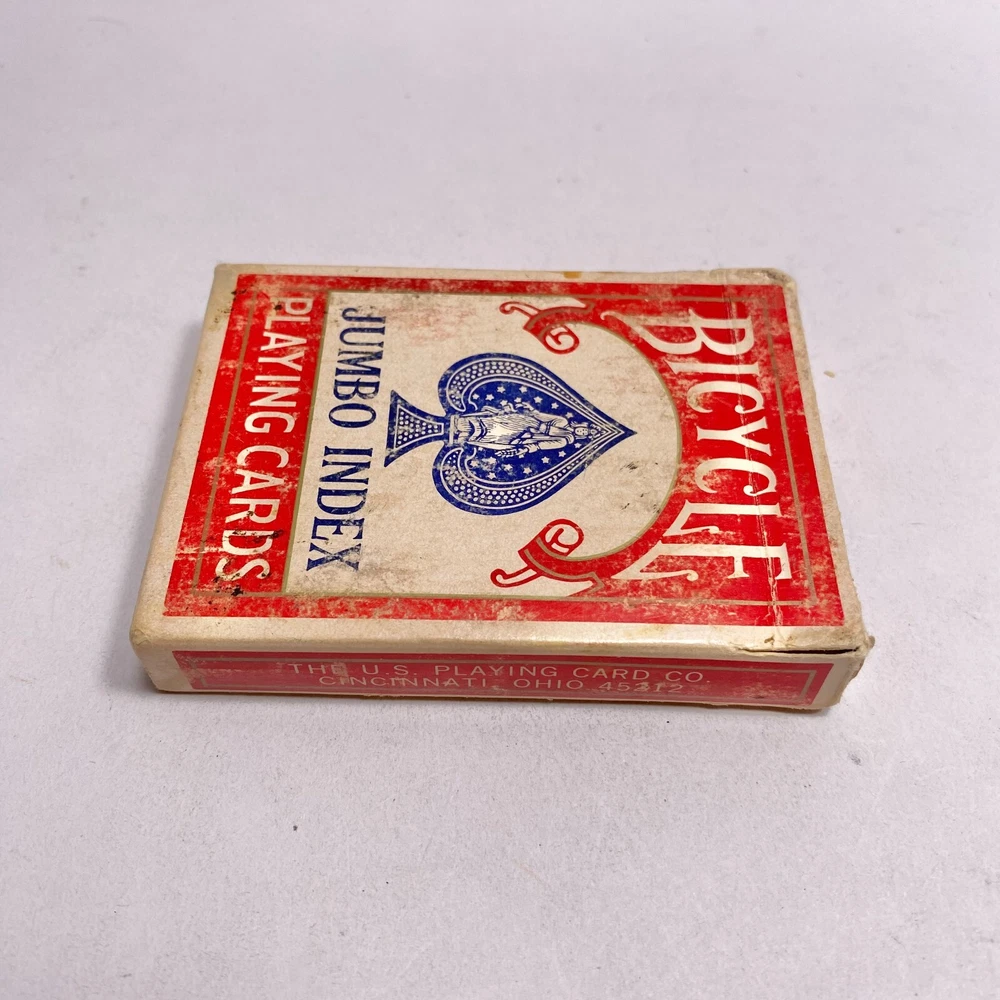 BICYCLE
JUMBO INDEX
PLAYING CARDS
THE U.S. PLAYING CARD CO.
CINCINNATI, OHIO 45212